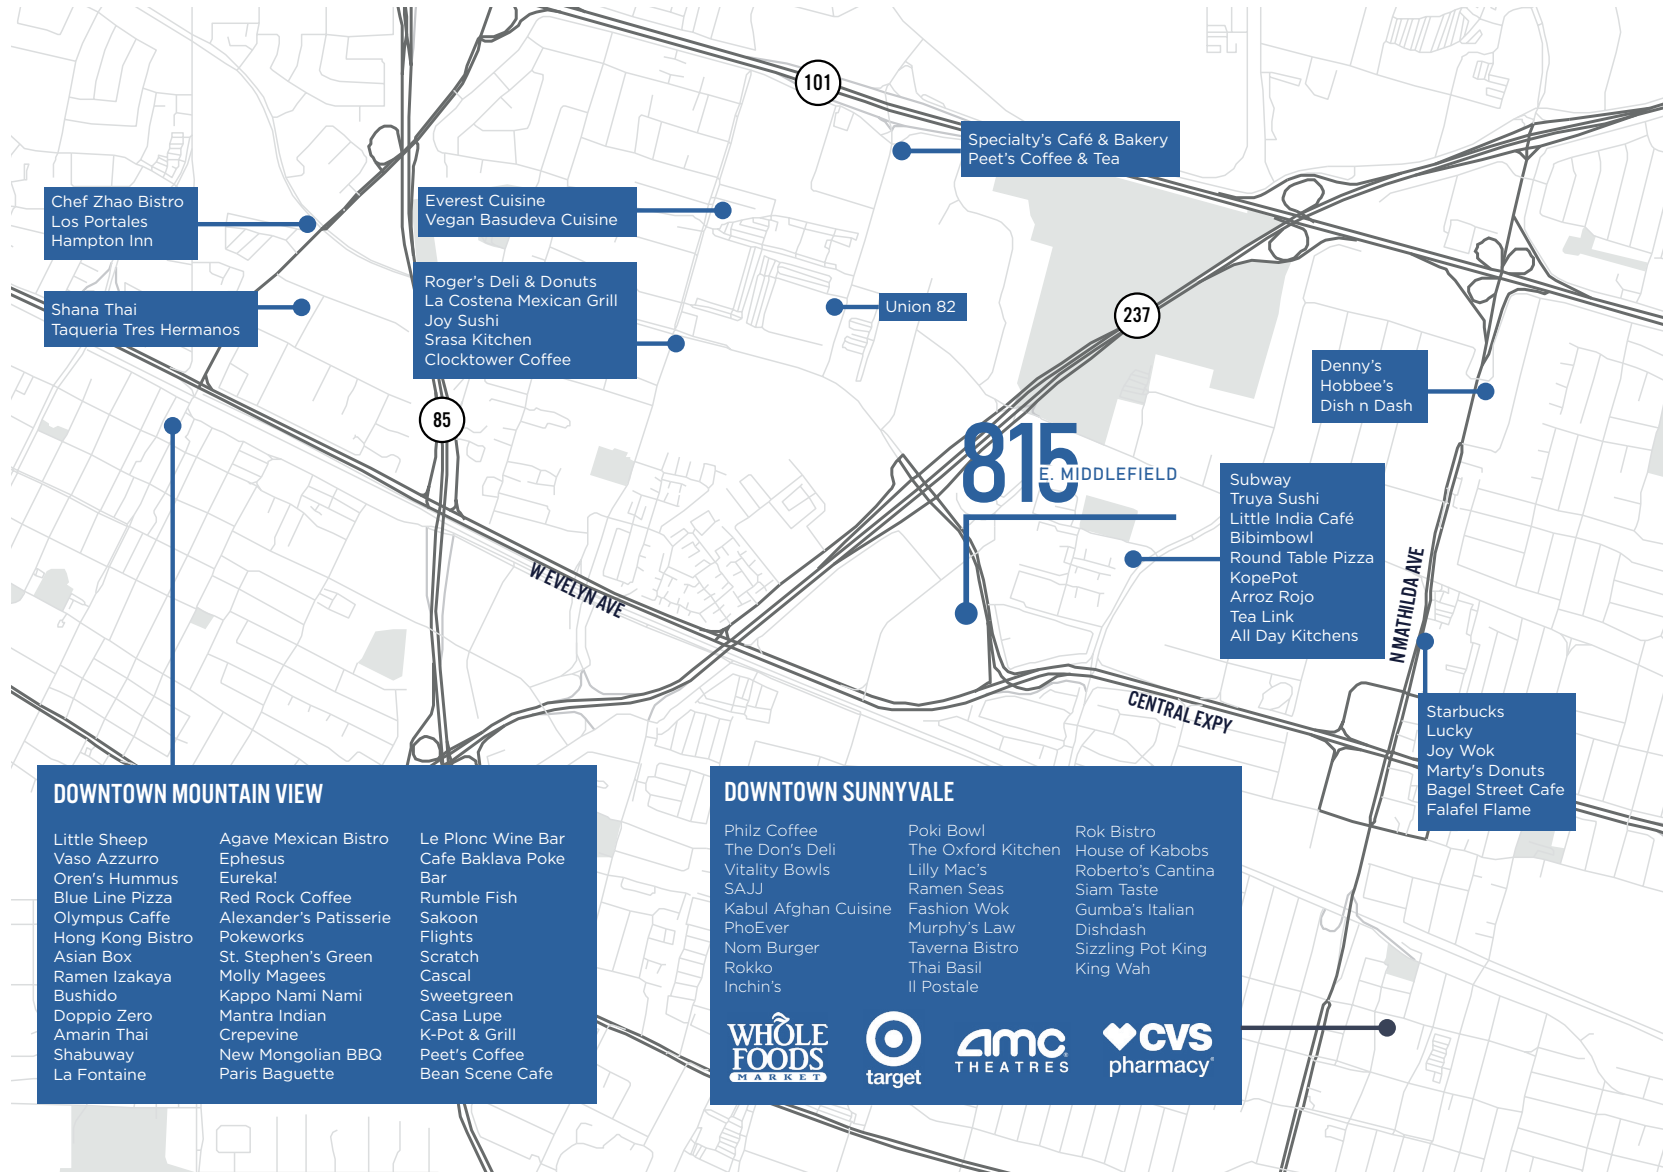 101
Specialty's Café & Bakery
Peet's Coffee & Tea
Chef Zhao Bistro
Los Portales
Hampton Inn
Everest Cuisine
Vegan Basudeva Cuisine
Roger's Deli & Donuts
La Costena Mexican Grill
Joy Sushi
Srasa Kitchen
Clocktower Coffee
Shana Thai
Taqueria Tres Hermanos
Union 82
237
Denny's
Hobbee's
Dish n Dash
85
815
E. MIDDLEFIELD
Subway
Truya Sushi
Little India Café
Bibimbowl
Round Table Pizza
KopePot
Arroz Rojo
Tea Link
All Day Kitchens
W EVELYN AVE
N MATHILDA AVE
CENTRAL EXPY
Starbucks
Lucky
Joy Wok
Marty's Donuts
Bagel Street Cafe
Falafel Flame
DOWNTOWN MOUNTAIN VIEW
Little Sheep
Vaso Azzurro
Oren's Hummus
Blue Line Pizza
Olympus Caffe
Hong Kong Bistro
Asian Box
Ramen Izakaya
Bushido
Doppio Zero
Amarin Thai
Shabuway
La Fontaine
Agave Mexican Bistro
Ephesus
Eureka!
Red Rock Coffee
Alexander's Patisserie
Pokeworks
St. Stephen's Green
Molly Magees
Kappo Nami Nami
Mantra Indian
Crepevine
New Mongolian BBQ
Paris Baguette
Le Plonc Wine Bar
Cafe Baklava Poke
Bar
Rumble Fish
Sakoon
Flights
Scratch
Cascal
Sweetgreen
Casa Lupe
K-Pot & Grill
Peet's Coffee
Bean Scene Cafe
DOWNTOWN SUNNYVALE
Philz Coffee
The Don's Deli
Vitality Bowls
SAJJ
Kabul Afghan Cuisine
PhoEver
Nom Burger
Rokko
Inchin's
Poki Bowl
The Oxford Kitchen
Lilly Mac's
Ramen Seas
Fashion Wok
Murphy's Law
Taverna Bistro
Thai Basil
Il Postale
Rok Bistro
House of Kabobs
Roberto's Cantina
Siam Taste
Gumba's Italian
Dishdash
Sizzling Pot King
King Wah
WHOLE
FOODS
MARKET
target
amc
THEATRES
CVS
pharmacy